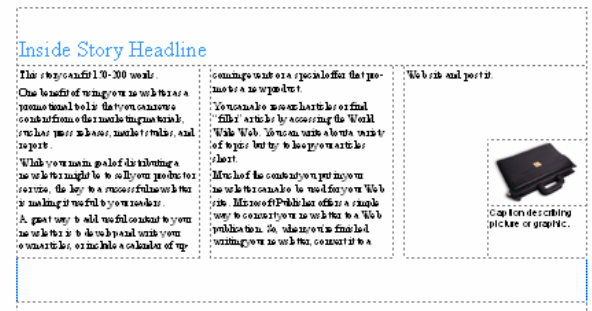 Inside Story Headline
This story can fit 150-200 words.
One benefit of using your newsletter as a
promotional tool is that you can reuse
content from other marketing materials,
such as press releases, market studies, and
reports.
While your main goal of distributing a
newsletter might be to sell your product or
service, the key to a successful newsletter
is making it useful to your readers.
A great way to add useful content to your
newsletter is to develop and write your
own articles, or include a calendar of up-
coming events or a special offer that pro-
motes a new product.
You can also research articles or find
"filler" articles by accessing the World
Wide Web. You can write about a variety
of topics but try to keep your articles
short.
Much of the content you put in your
newsletter can also be used for your Web
site. Microsoft Publisher offers a simple
way to convert your newsletter to a Web
publication. So, when you're finished
writing your newsletter, convert it to a
Web site and post it.
Caption describing
picture or graphic.